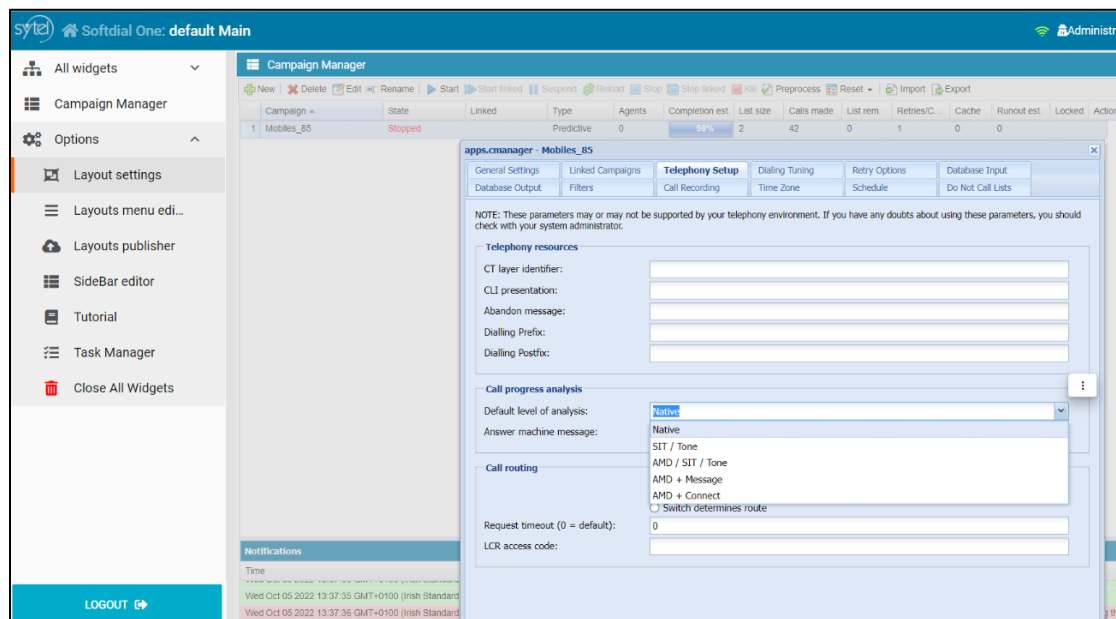 sytel Softdial One: default Main Administr
All widgets
Campaign Manager
Options
Layout settings
Layouts menu edi...
Layouts publisher
SideBar editor
Tutorial
Task Manager
Close All Widgets
LOGOUT
Campaign Manager
New Delete Edit Rename Start Start linked Suspend Reload Stop Stop linked Kill Preprocess Reset Import Export
Campaign State Linked Type Agents Completion est. List size Calls made List rem. Retries/C... Cache Runout est. Locked Action
1 Mobiles_85 Stopped Predictive 0 98% 2 42 0 1 0 0
apps.cmanager - Mobiles_85
General Settings Linked Campaigns Telephony Setup Dialing Tuning Retry Options Database Input
Database Output Filters Call Recording Time Zone Schedule Do Not Call Lists
NOTE: These parameters may or may not be supported by your telephony environment. If you have any doubts about using these parameters, you should
check with your system administrator.
Telephony resources
CT layer identifier:
CLI presentation:
Abandon message:
Dialling Prefix:
Dialling Postfix:
Call progress analysis
Default level of analysis: Native
Answer machine message: Native
SIT / Tone
AMD / SIT / Tone
AMD + Message
AMD + Connect
Call routing
Switch determines route
Request timeout (0 = default): 0
LCR access code:
Notifications
Time
Wed Oct 05 2022 13:37:35 GMT+0100 (Irish Standard
Wed Oct 05 2022 13:37:36 GMT+0100 (Irish Standard